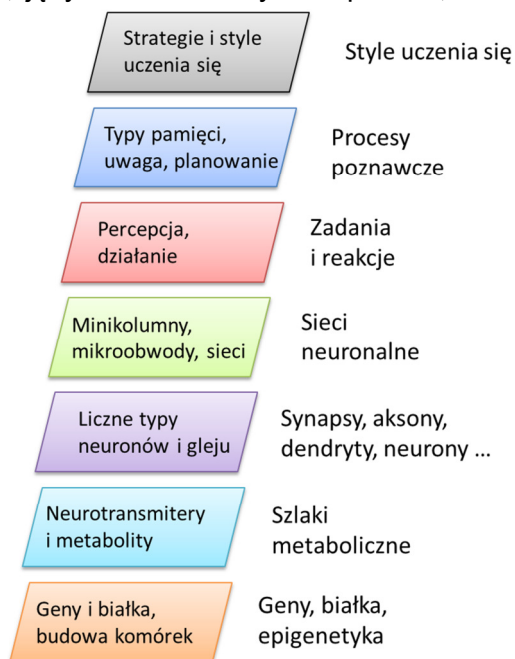 Strategie i style
uczenia się
Style uczenia się
Typy pamięci,
uwaga, planowanie
Procesy
poznawcze
Percepcja,
działanie
Zadania
i reakcje
Minikolumny,
mikroobwody, sieci
Sieci
neuronalne
Liczne typy
neuronów i gleju
Synapsy, aksony,
dendryty, neurony ...
Neurotransmitery
i metabolity
Szlaki
metaboliczne
Geny i białka,
budowa komórek
Geny, białka,
epigenetyka